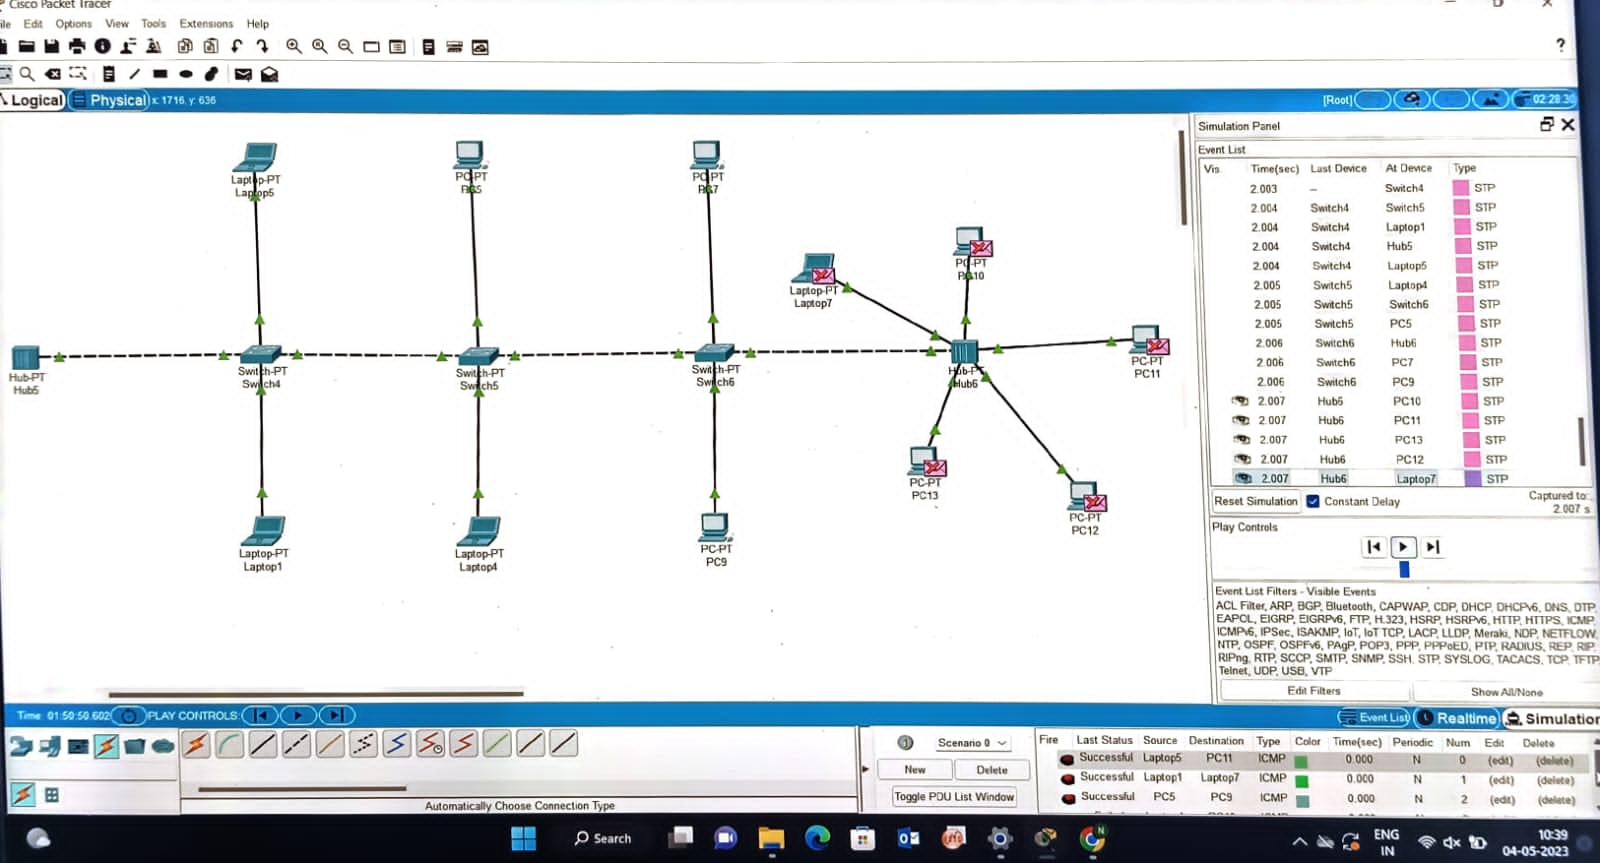 Cisco Packet Tracer
File Edit Options View Tools Extensions Help
?
Logical Physical x: 1716, y: 636 [Root] 02:28:30
Simulation Panel
Event List
Vis. Time(sec) Last Device At Device Type
2.003 -- Switch4 STP
2.004 Switch4 Switch5 STP
2.004 Switch4 Laptop1 STP
2.004 Switch4 Hub5 STP
2.004 Switch4 Laptop5 STP
2.005 Switch5 Laptop4 STP
2.005 Switch5 Switch6 STP
2.005 Switch5 PC5 STP
2.006 Switch6 Hub6 STP
2.006 Switch6 PC7 STP
2.006 Switch6 PC9 STP
2.007 Hub6 PC10 STP
2.007 Hub6 PC11 STP
2.007 Hub6 PC13 STP
2.007 Hub6 PC12 STP
2.007 Hub6 Laptop7 STP
Reset Simulation Constant Delay Captured to:
2.007 s
Play Controls
Event List Filters - Visible Events
ACL Filter, ARP, BGP, Bluetooth, CAPWAP, CDP, DHCP, DHCPv6, DNS, DTP,
EAPOL, EIGRP, EIGRPv6, FTP, H.323, HSRP, HSRPv6, HTTP, HTTPS, ICMP,
ICMPv6, IPSec, ISAKMP, IoT, IoT TCP, LACP, LLDP, Meraki, NDP, NETFLOW,
NTP, OSPF, OSPFv6, PAgP, POP3, PPP, PPPoED, PTP, RADIUS, REP, RIP,
RIPng, RTP, SCCP, SMTP, SNMP, SSH, STP, SYSLOG, TACACS, TCP, TFTP,
Telnet, UDP, USB, VTP
Edit Filters Show All/None
Laptop-PT
Laptop5
PC-PT
PC5
PC-PT
PC7
Laptop-PT
Laptop7
PC-PT
PC10
PC-PT
PC11
Hub-PT
Hub5
Switch-PT
Switch4
Switch-PT
Switch5
Switch-PT
Switch6
Hub-PT
Hub6
PC-PT
PC13
PC-PT
PC12
Laptop-PT
Laptop1
Laptop-PT
Laptop4
PC-PT
PC9
Time: 01:50:50.602 PLAY CONTROLS: Event List Realtime Simulation
Automatically Choose Connection Type
Scenario 0
New Delete
Toggle PDU List Window
Fire Last Status Source Destination Type Color Time(sec) Periodic Num Edit Delete
Successful Laptop5 PC11 ICMP 0.000 N 0 (edit) (delete)
Successful Laptop1 Laptop7 ICMP 0.000 N 1 (edit) (delete)
Successful PC5 PC9 ICMP 0.000 N 2 (edit) (delete)
Search
ENG
IN
10:39
04-05-2023